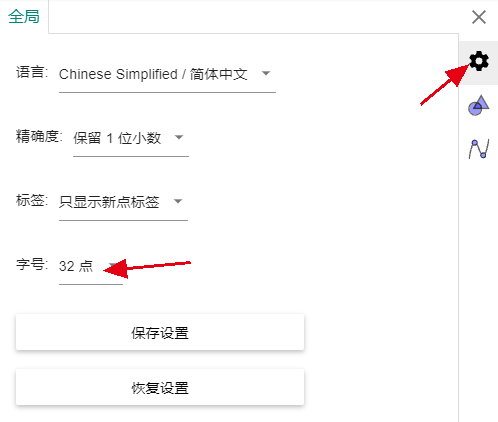 全局
语言: Chinese Simplified / 简体中文
精确度: 保留 1 位小数
标签: 只显示新点标签
字号: 32 点
保存设置
恢复设置